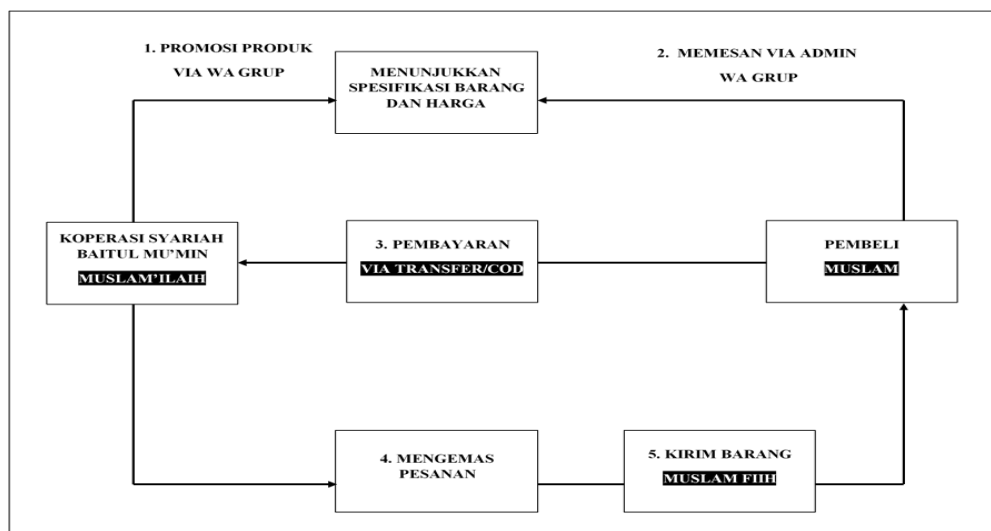 1. PROMOSI PRODUK
VIA WA GRUP
MENUNJUKKAN
SPESIFIKASI BARANG
DAN HARGA
2. MEMESAN VIA ADMIN
WA GRUP
KOPERASI SYARIAH
BAITUL MU’MIN
MUSLAM’ILAIH
3. PEMBAYARAN
VIA TRANSFER/COD
PEMBELI
MUSLAM
4. MENGEMAS
PESANAN
5. KIRIM BARANG
MUSLAM FIIH